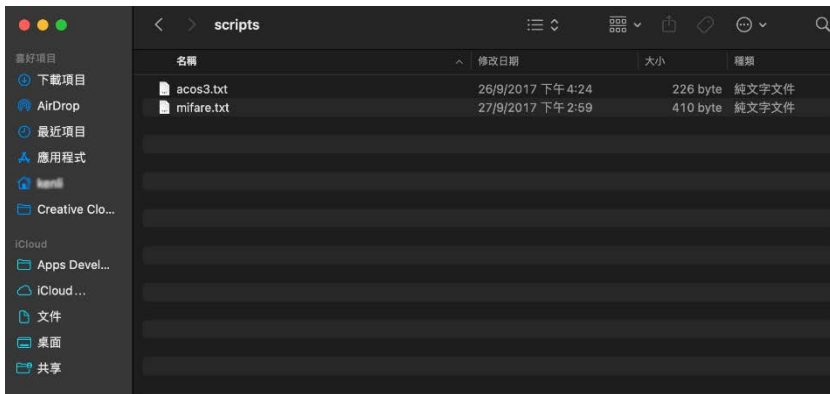 scripts
喜好項目
下載項目
AirDrop
最近項目
應用程式
Creative Clo...
iCloud
Apps Devel...
iCloud...
文件
桌面
共享
名稱 修改日期 大小 種類
acos3.txt 26/9/2017 下午 4:24 226 byte 純文字文件
mifare.txt 27/9/2017 下午 2:59 410 byte 純文字文件